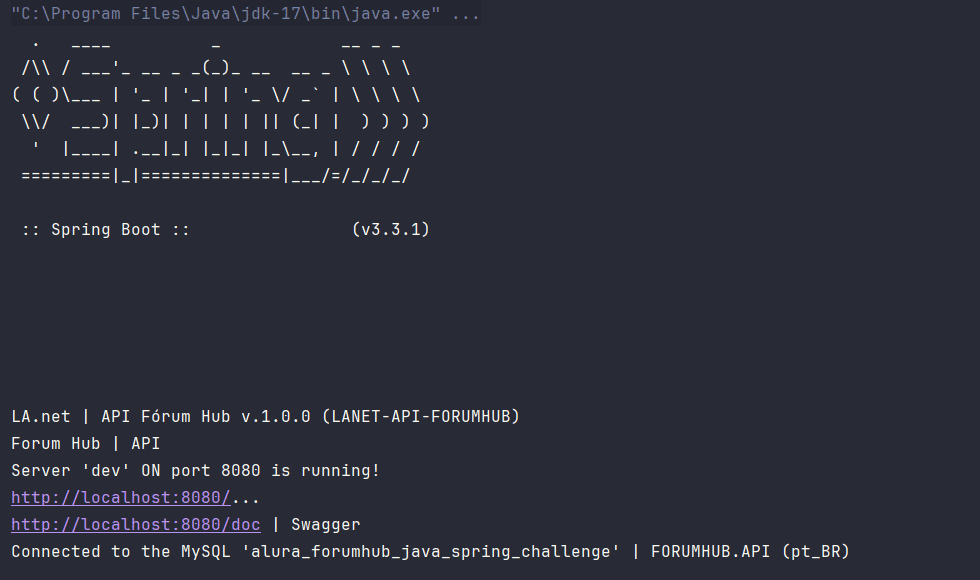 "C:\Program Files\Java\jdk-17\bin\java.exe" ...
  .   ____          _            __ _ _
 /\\ / ___'_ __ _ _(_)_ __  __ _ \ \ \ \
( ( )\___ | '_ | '_| | '_ \/ _` | \ \ \ \
 \\/  ___)| |_)| | | | | || (_| |  ) ) ) )
  '  |____| .__|_| |_|_| |_\__, | / / / /
 =========|_|==============|___/=/_/_/_/
 :: Spring Boot ::                (v3.3.1)
LA.net | API Fórum Hub v.1.0.0 (LANET-API-FORUMHUB)
Forum Hub | API
Server 'dev' ON port 8080 is running!
http://localhost:8080/...
http://localhost:8080/doc | Swagger
Connected to the MySQL 'alura_forumhub_java_spring_challenge' | FORUMHUB.API (pt_BR)